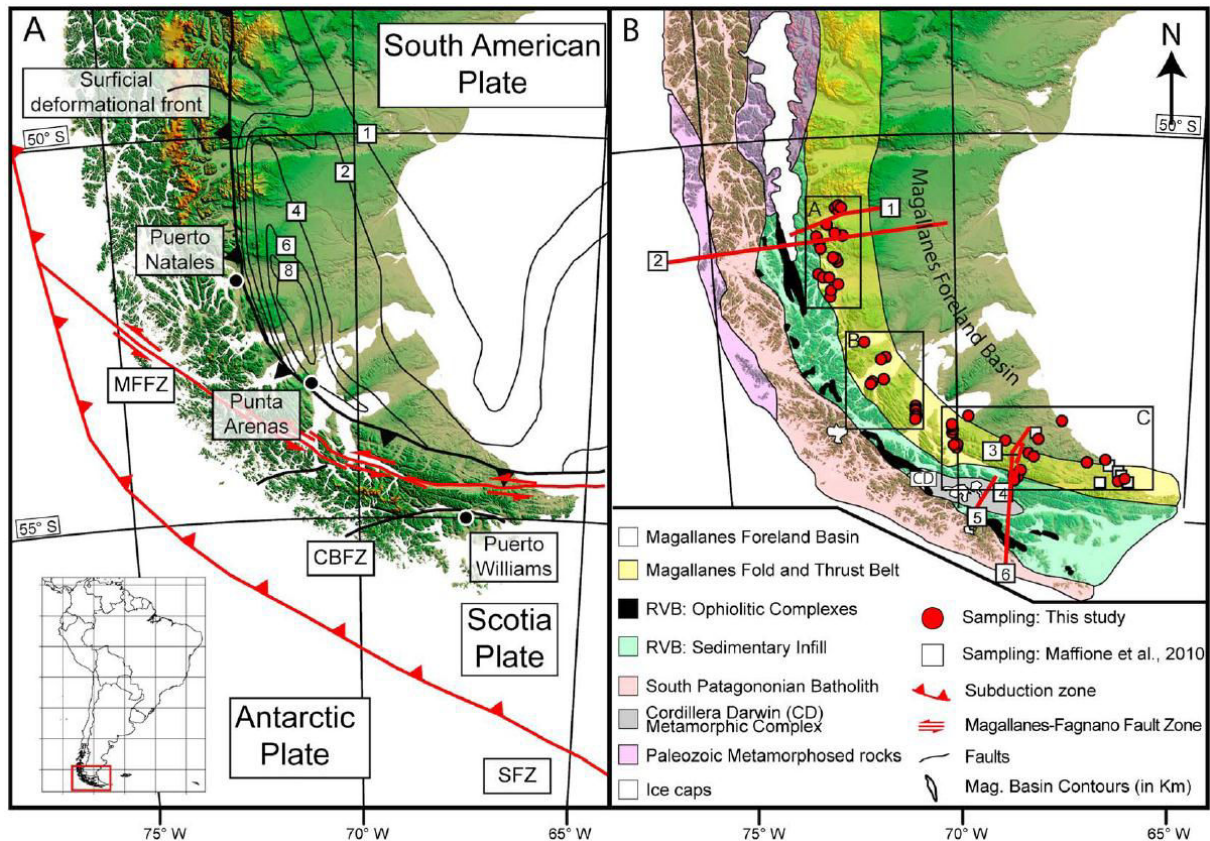 A
South American
Plate
Surficial
deformational front
50° S
1
2
4
6
8
Puerto
Natales
MFFZ
Punta
Arenas
55° S
CBFZ
Puerto
Williams
Scotia
Plate
Antarctic
Plate
SFZ
75° W
70° W
65° W
B
N
50° S
A
1
2
Magallanes Foreland Basin
B
C
3
CD
4
5
6
Magallanes Foreland Basin
Magallanes Fold and Thrust Belt
RVB: Ophiolitic Complexes
RVB: Sedimentary Infill
South Patagononian Batholith
Cordillera Darwin (CD)
Metamorphic Complex
Paleozoic Metamorphosed rocks
Ice caps
Sampling: This study
Sampling: Maffione et al., 2010
Subduction zone
Magallanes-Fagnano Fault Zone
Faults
Mag. Basin Contours (in Km)
75° W
70° W
65° W